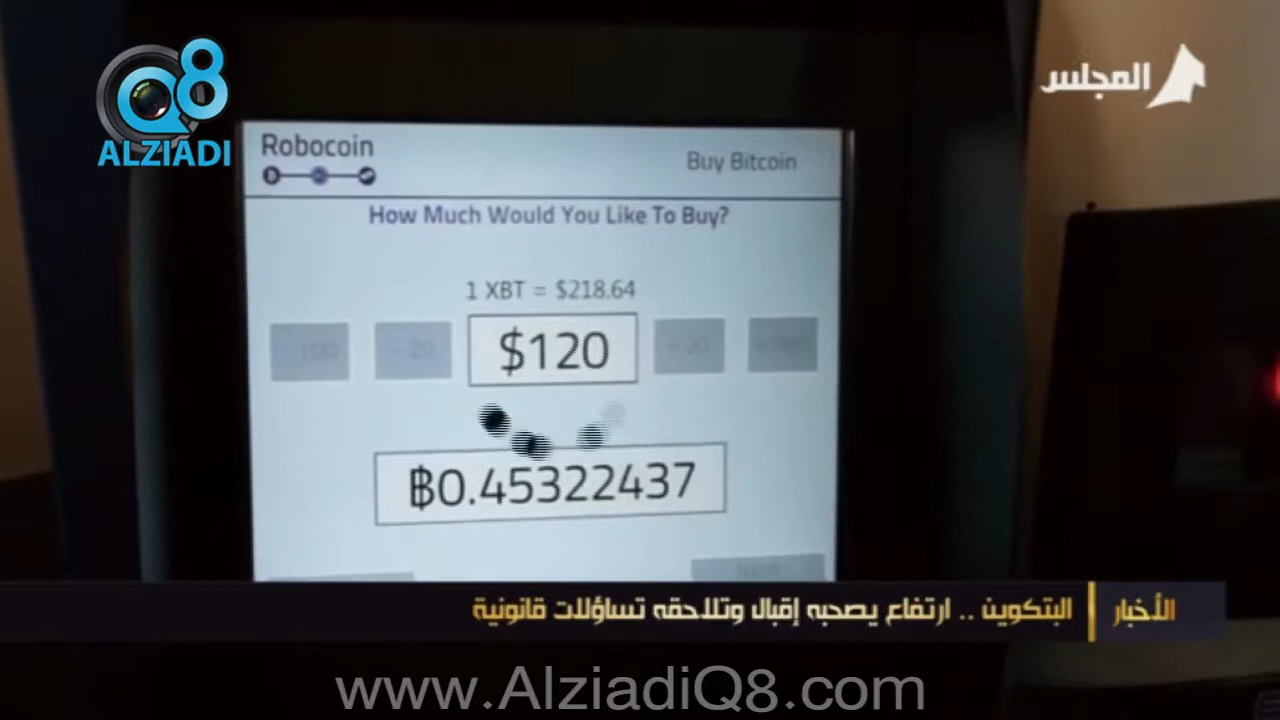 Q8
ALZIADI
المجلس
Robocoin
Buy Bitcoin
How Much Would You Like To Buy?
1 XBT = $218.64
$120
฿0.45322437
الأخبار
البتكوين .. ارتفاع يصحبه إقبال وتلاحقه تساؤلات قانونية
www.AlziadiQ8.com